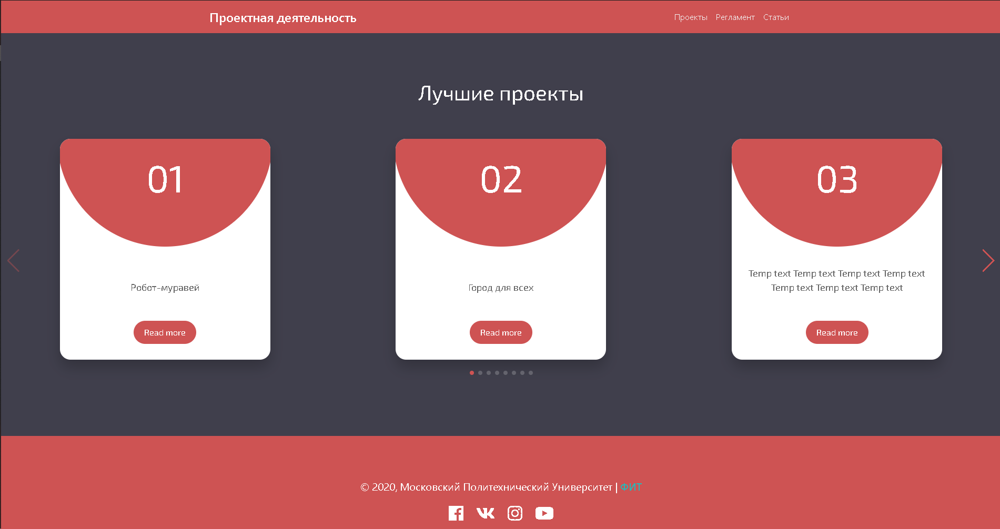 Проектная деятельность
Проекты Регламент Статьи
Лучшие проекты
01
Робот-муравей
Read more
02
Город для всех
Read more
03
Temp text Temp text Temp text Temp text
Temp text Temp text Temp text
Read more
© 2020, Московский Политехнический Университет | ФИТ